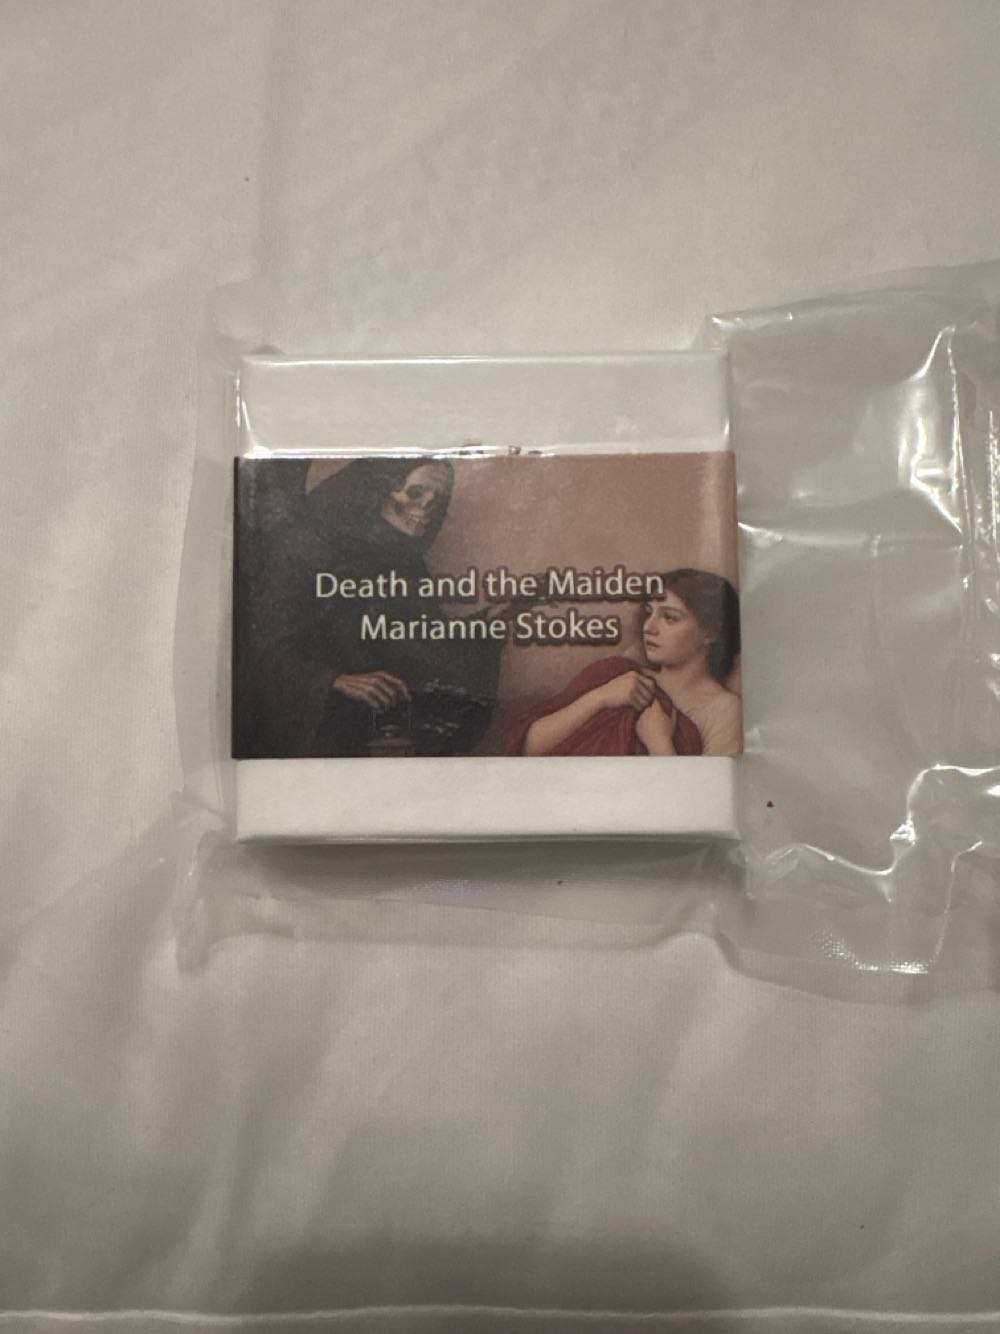 Death and the Maiden
Marianne Stokes